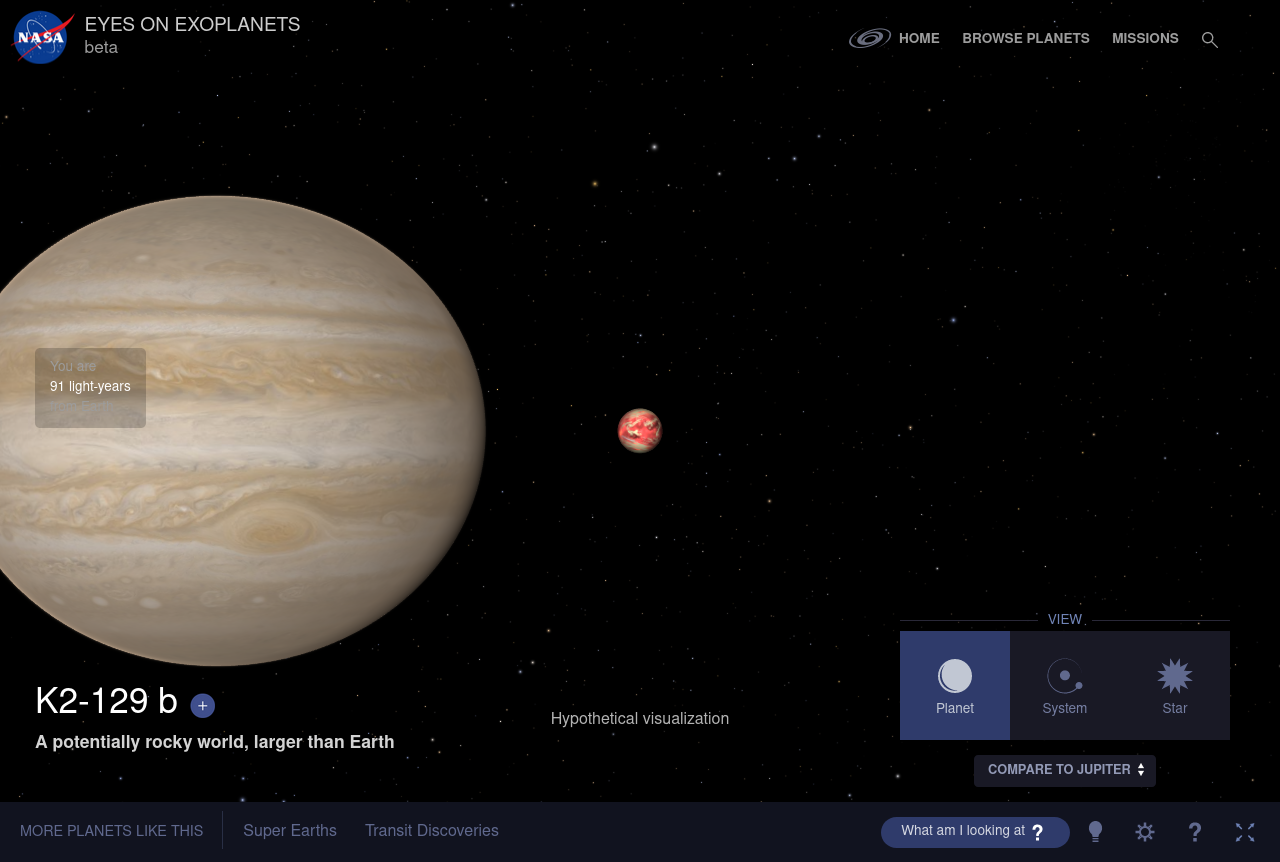 NASA
EYES ON EXOPLANETS
beta
HOME
BROWSE PLANETS
MISSIONS
You are
91 light-years
K2-129 b
+
A potentially rocky world, larger than Earth
Hypothetical visualization
VIEW
Planet
System
Star
COMPARE TO JUPITER
MORE PLANETS LIKE THIS
Super Earths
Transit Discoveries
What am I looking at ?
?